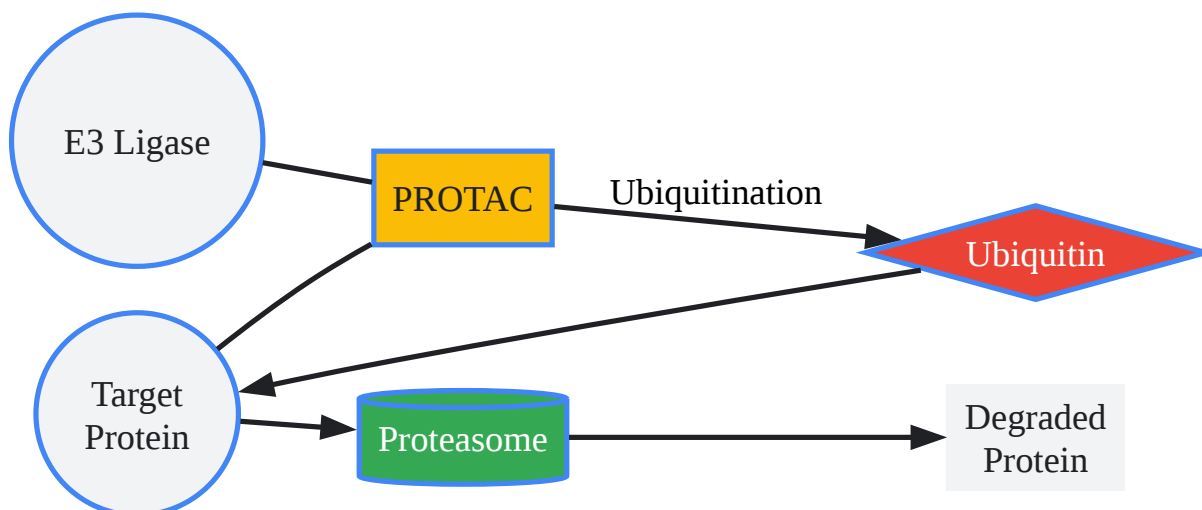 E3 Ligase
PROTAC
Ubiquitination
Ubiquitin
Target
Protein
Proteasome
Degraded
Protein